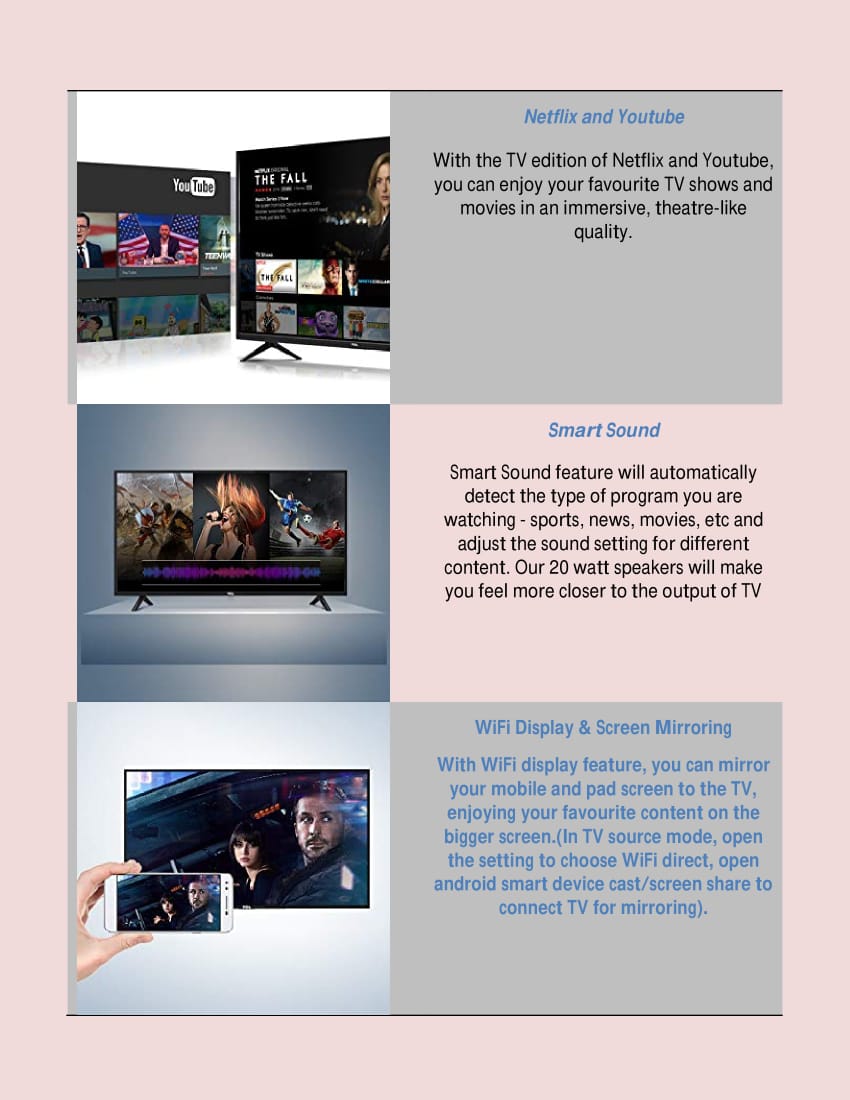 Netflix and Youtube
With the TV edition of Netflix and Youtube,
you can enjoy your favourite TV shows and
movies in an immersive, theatre-like
quality.
YouTube
NETFLIX ORIGINAL
THE FALL
TV Shows
THE FALL
Smart Sound
Smart Sound feature will automatically
detect the type of program you are
watching - sports, news, movies, etc and
adjust the sound setting for different
content. Our 20 watt speakers will make
you feel more closer to the output of TV
TCL
WiFi Display & Screen Mirroring
With WiFi display feature, you can mirror
your mobile and pad screen to the TV,
enjoying your favourite content on the
bigger screen.(In TV source mode, open
the setting to choose WiFi direct, open
android smart device cast/screen share to
connect TV for mirroring).
TCL